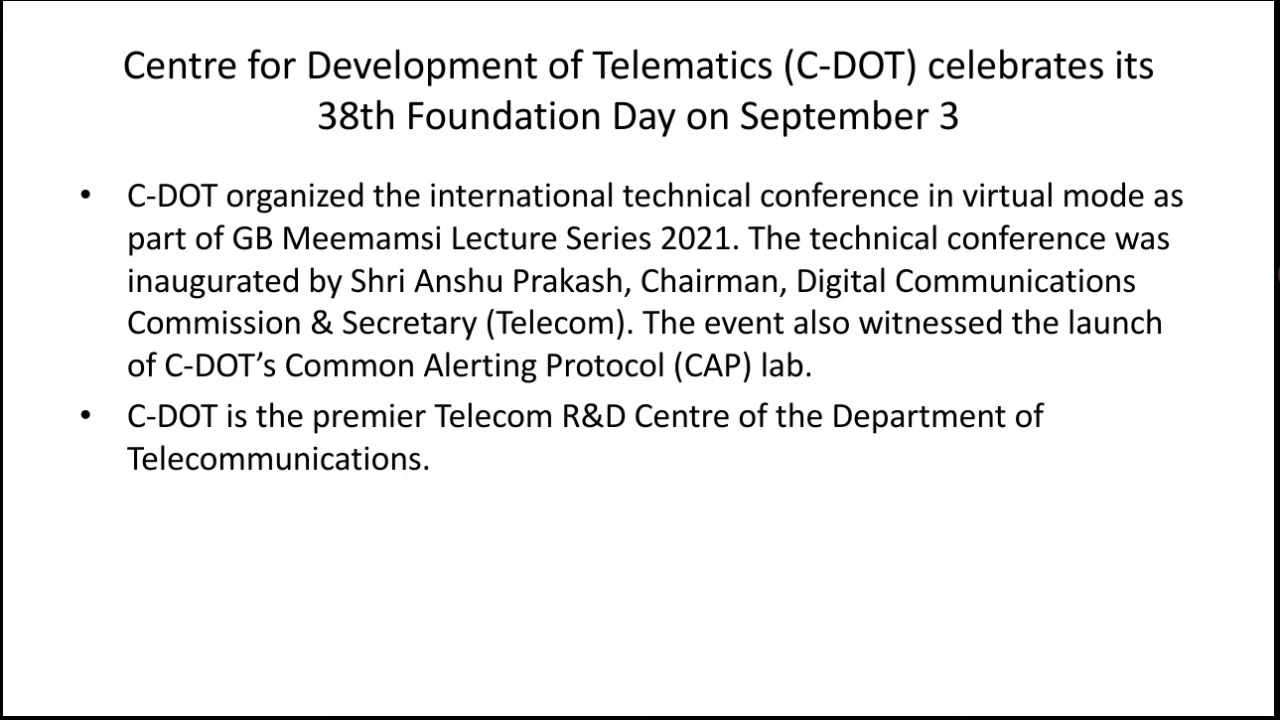 Centre for Development of Telematics (C-DOT) celebrates its
38th Foundation Day on September 3
• C-DOT organized the international technical conference in virtual mode as
part of GB Meemamsi Lecture Series 2021. The technical conference was
inaugurated by Shri Anshu Prakash, Chairman, Digital Communications
Commission & Secretary (Telecom). The event also witnessed the launch
of C-DOT’s Common Alerting Protocol (CAP) lab.
• C-DOT is the premier Telecom R&D Centre of the Department of
Telecommunications.